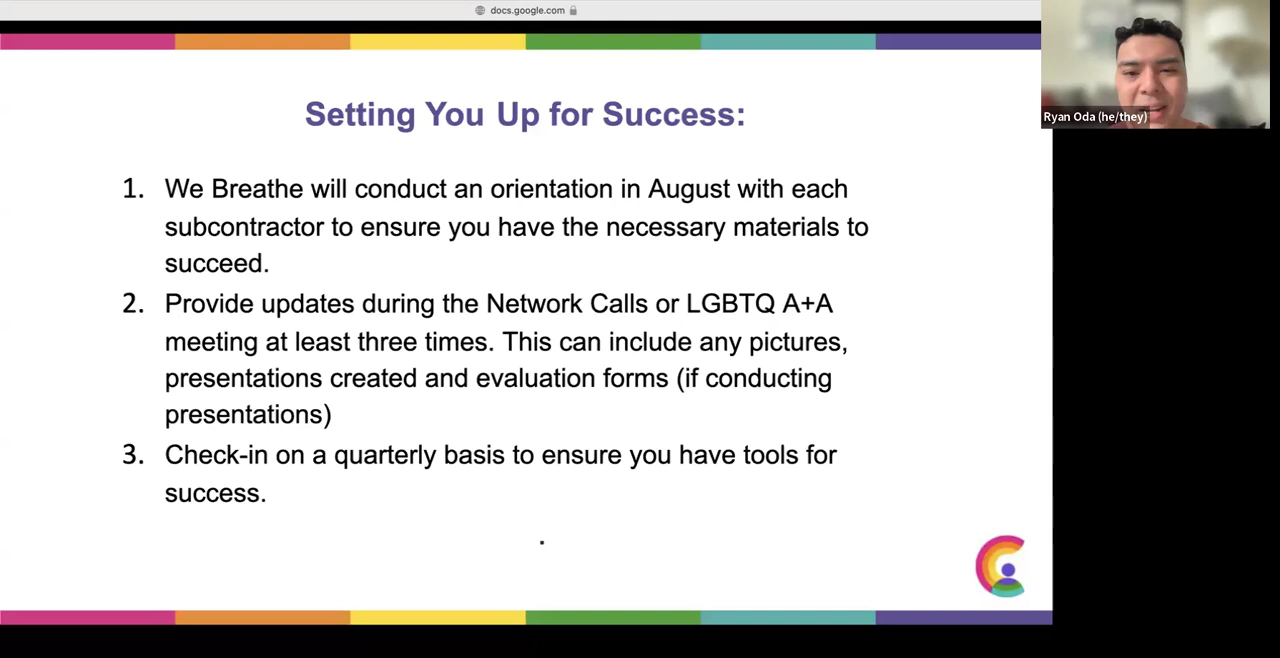 docs.google.com
Ryan Oda (he/they)
Setting You Up for Success:
1. We Breathe will conduct an orientation in August with each
subcontractor to ensure you have the necessary materials to
succeed.
2. Provide updates during the Network Calls or LGBTQ A+A
meeting at least three times. This can include any pictures,
presentations created and evaluation forms (if conducting
presentations)
3. Check-in on a quarterly basis to ensure you have tools for
success.
.